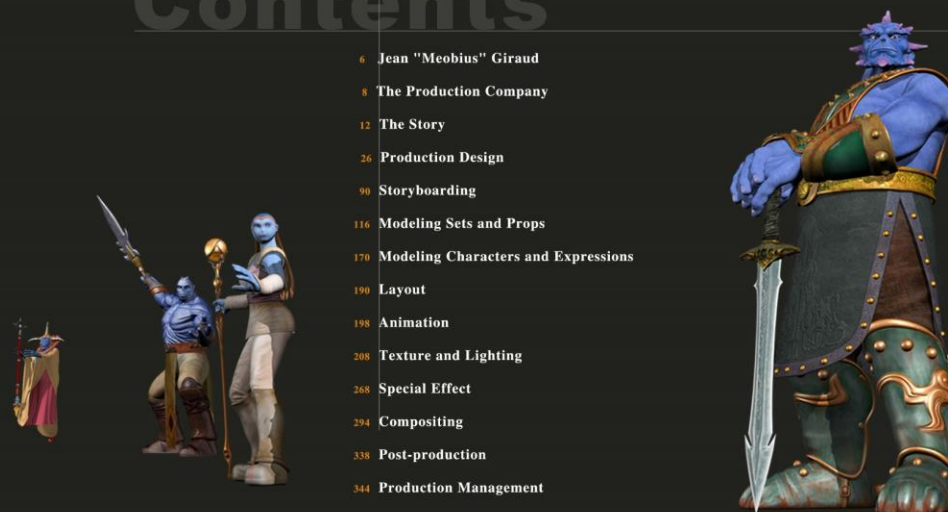 Contents
6 Jean "Meobius" Giraud
8 The Production Company
12 The Story
26 Production Design
90 Storyboarding
116 Modeling Sets and Props
170 Modeling Characters and Expressions
190 Layout
198 Animation
208 Texture and Lighting
268 Special Effect
294 Compositing
338 Post-production
344 Production Management